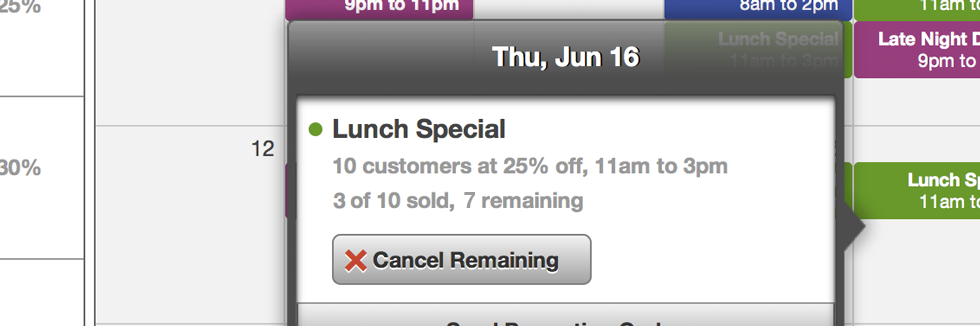 25%
9pm to 11pm
8am to 2pm
11am to
Thu, Jun 16
Lunch Special
11am to 3pm
Late Night D
9pm to
12
30%
Lunch Special
10 customers at 25% off, 11am to 3pm
3 of 10 sold, 7 remaining
Cancel Remaining
Lunch Sp
11am to